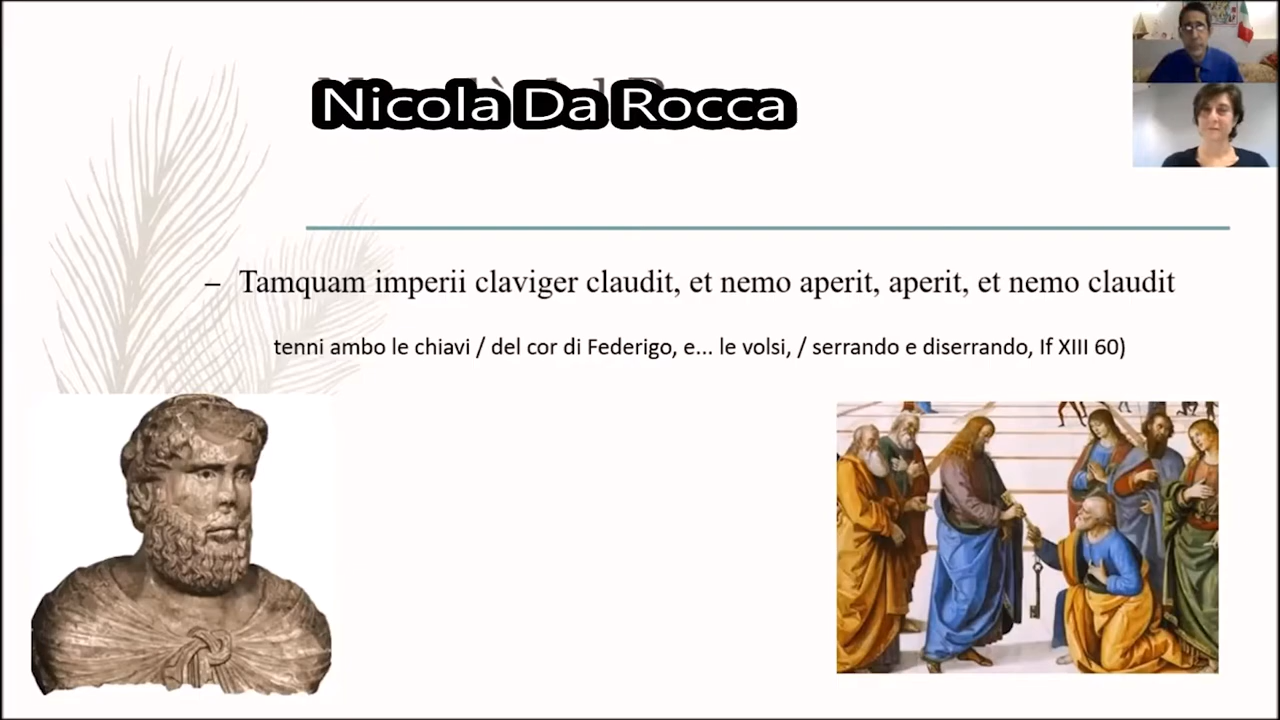 Nicola Da Rocca
– Tamquam imperii claviger claudit, et nemo aperit, aperit, et nemo claudit
tenni ambo le chiavi / del cor di Federigo, e... le volsi, / serrando e diserrando, If XIII 60)